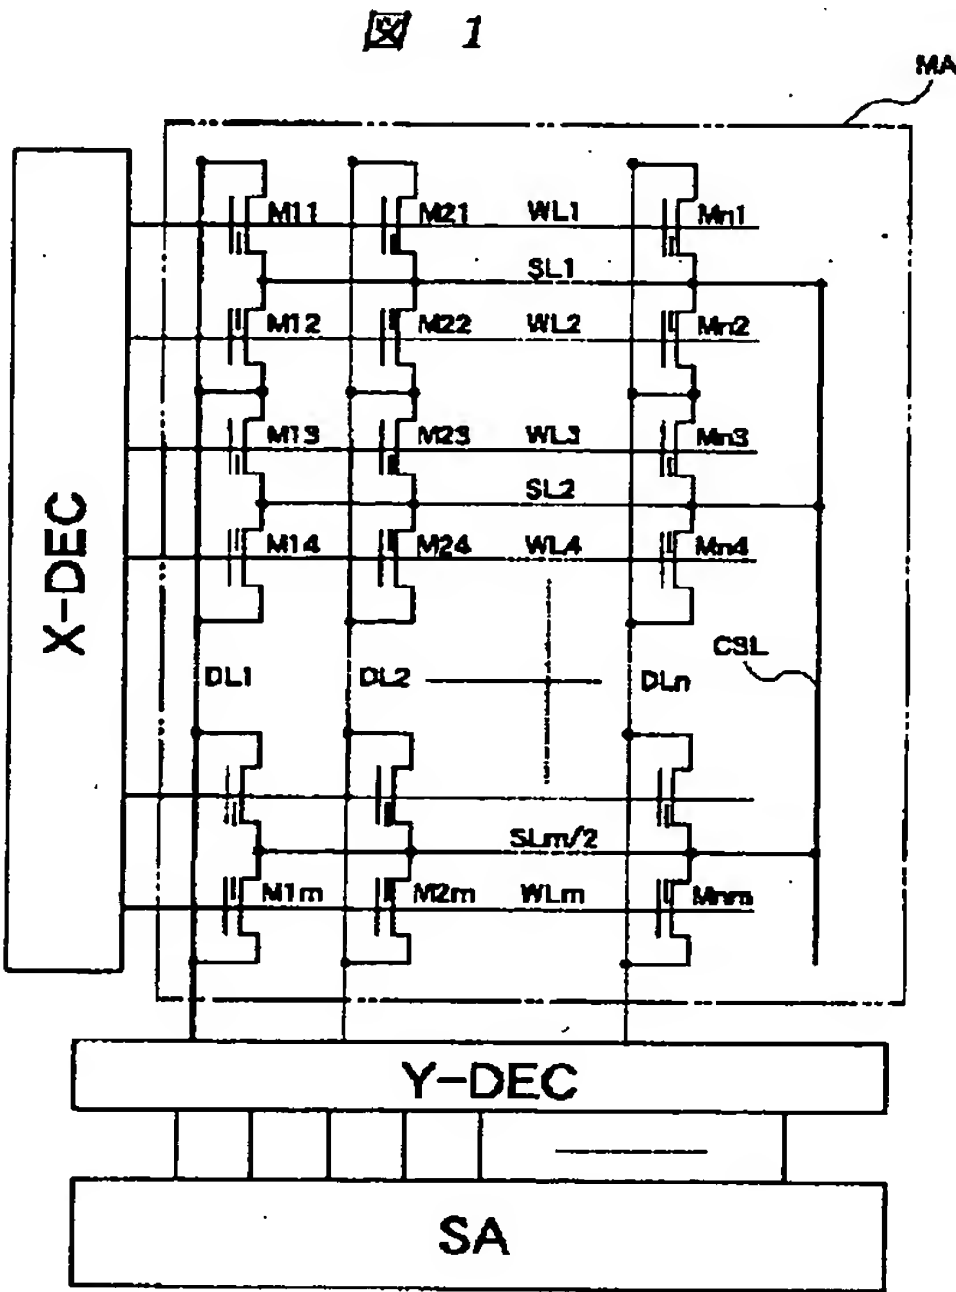 図 1
MA
M11 M21 WL1 Mn1
SL1
M12 M22 WL2 Mn2
M13 M23 WL3 Mn3
SL2
M14 M24 WL4 Mn4
X-DEC
DL1 DL2 DLn CSL
SLm/2
M1m M2m WLm Mnm
Y-DEC
SA